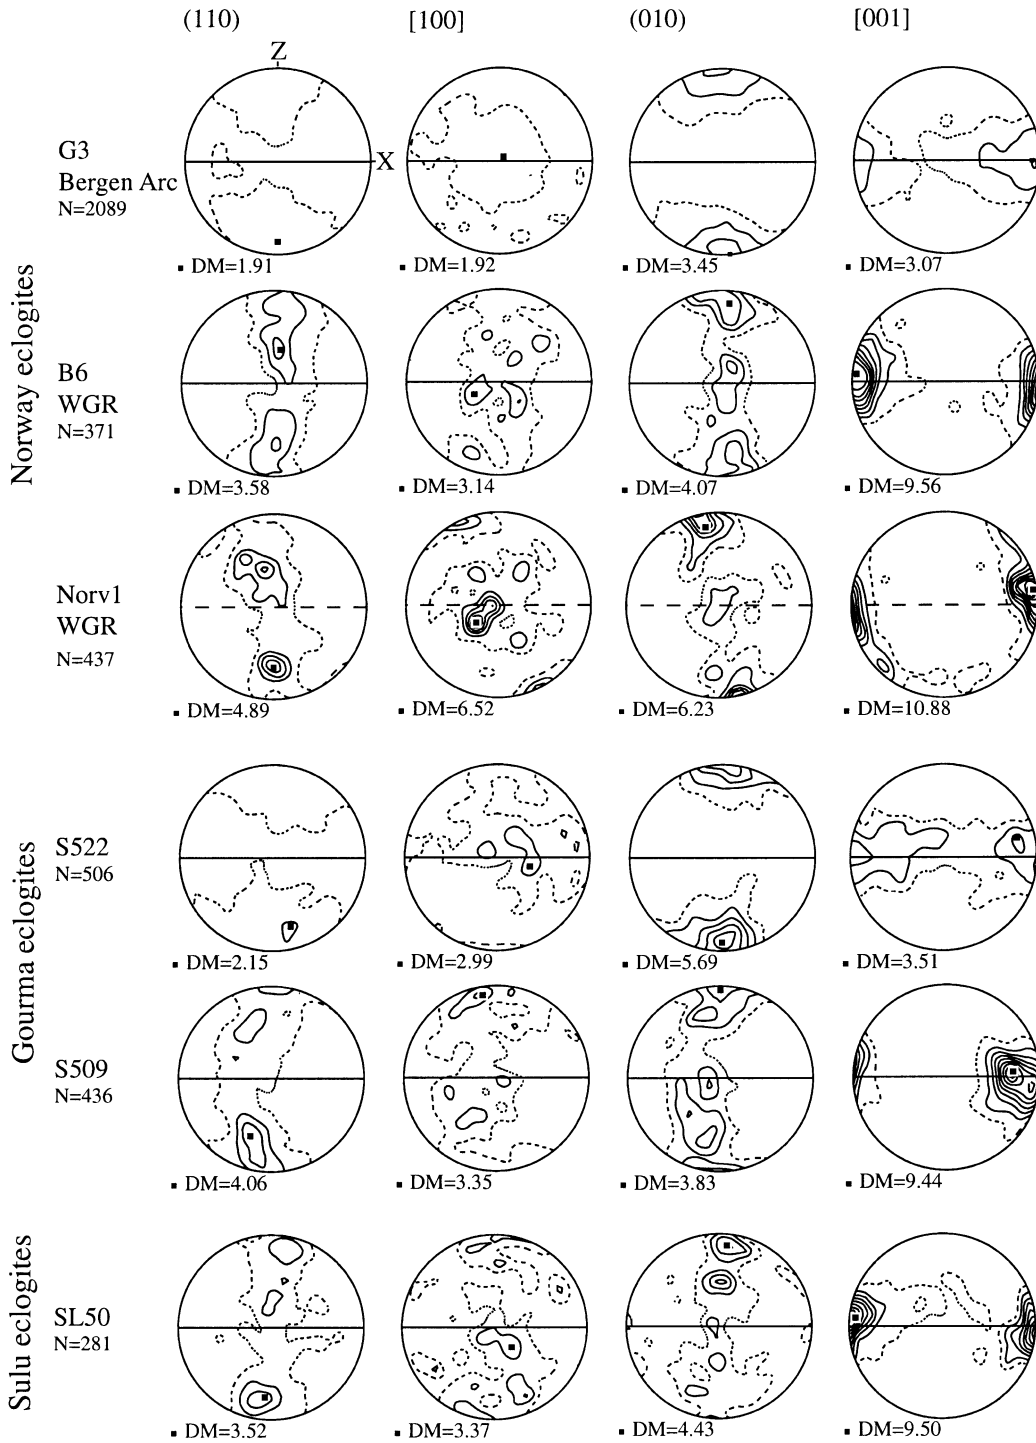 (110) [100] (010) [001]
Z
X
Norway eclogites
G3
Bergen Arc
N=2089
DM=1.91 DM=1.92 DM=3.45 DM=3.07
B6
WGR
N=371
DM=3.58 DM=3.14 DM=4.07 DM=9.56
Norv1
WGR
N=437
DM=4.89 DM=6.52 DM=6.23 DM=10.88
Gourma eclogites
S522
N=506
DM=2.15 DM=2.99 DM=5.69 DM=3.51
S509
N=436
DM=4.06 DM=3.35 DM=3.83 DM=9.44
Sulu eclogites
SL50
N=281
DM=3.52 DM=3.37 DM=4.43 DM=9.50